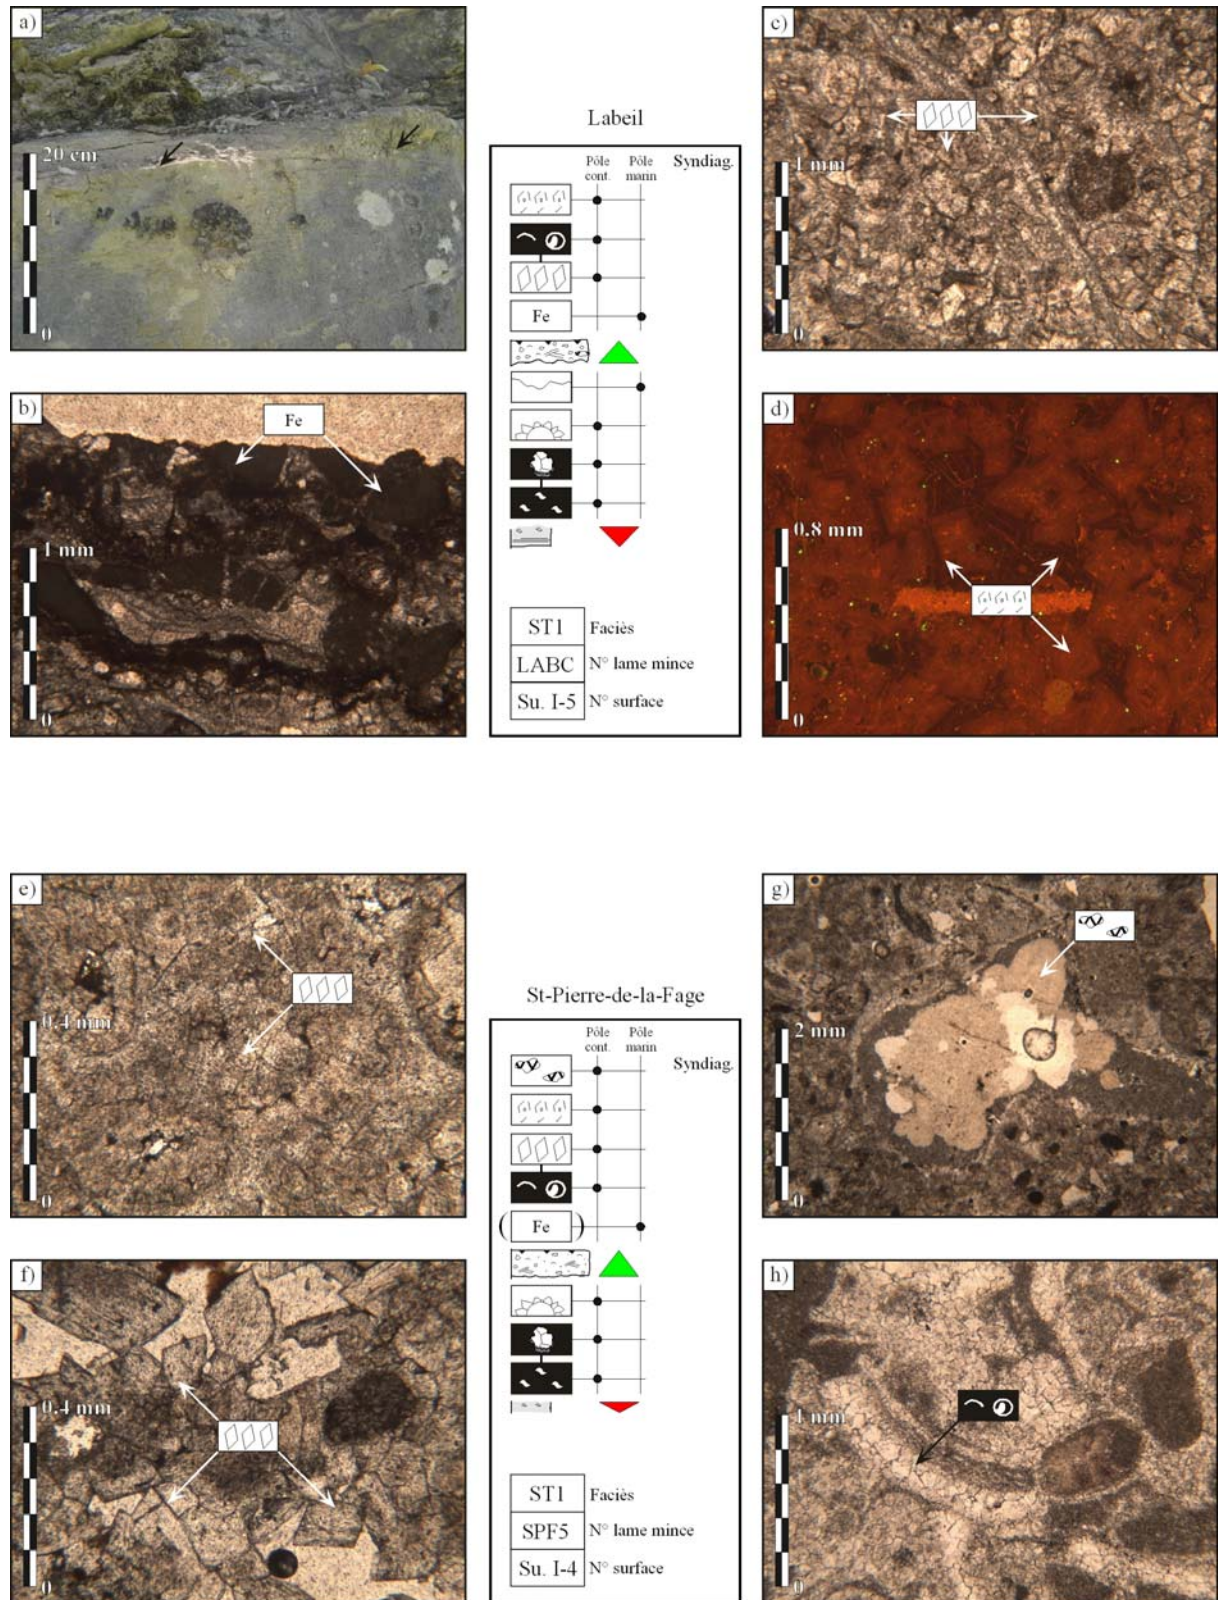 a)
20 cm
0
b)
Fe
1 mm
0
Labeil
Pôle cont.
Pôle marin
Syndiag.
Fe
ST1 Faciès
LABC N° lame mince
Su. I-5 N° surface
c)
1 mm
0
d)
0.8 mm
0
e)
0.4 mm
0
f)
0.4 mm
0
St-Pierre-de-la-Fage
Pôle cont.
Pôle marin
Syndiag.
( Fe )
ST1 Faciès
SPF5 N° lame mince
Su. I-4 N° surface
g)
2 mm
0
h)
1 mm
0